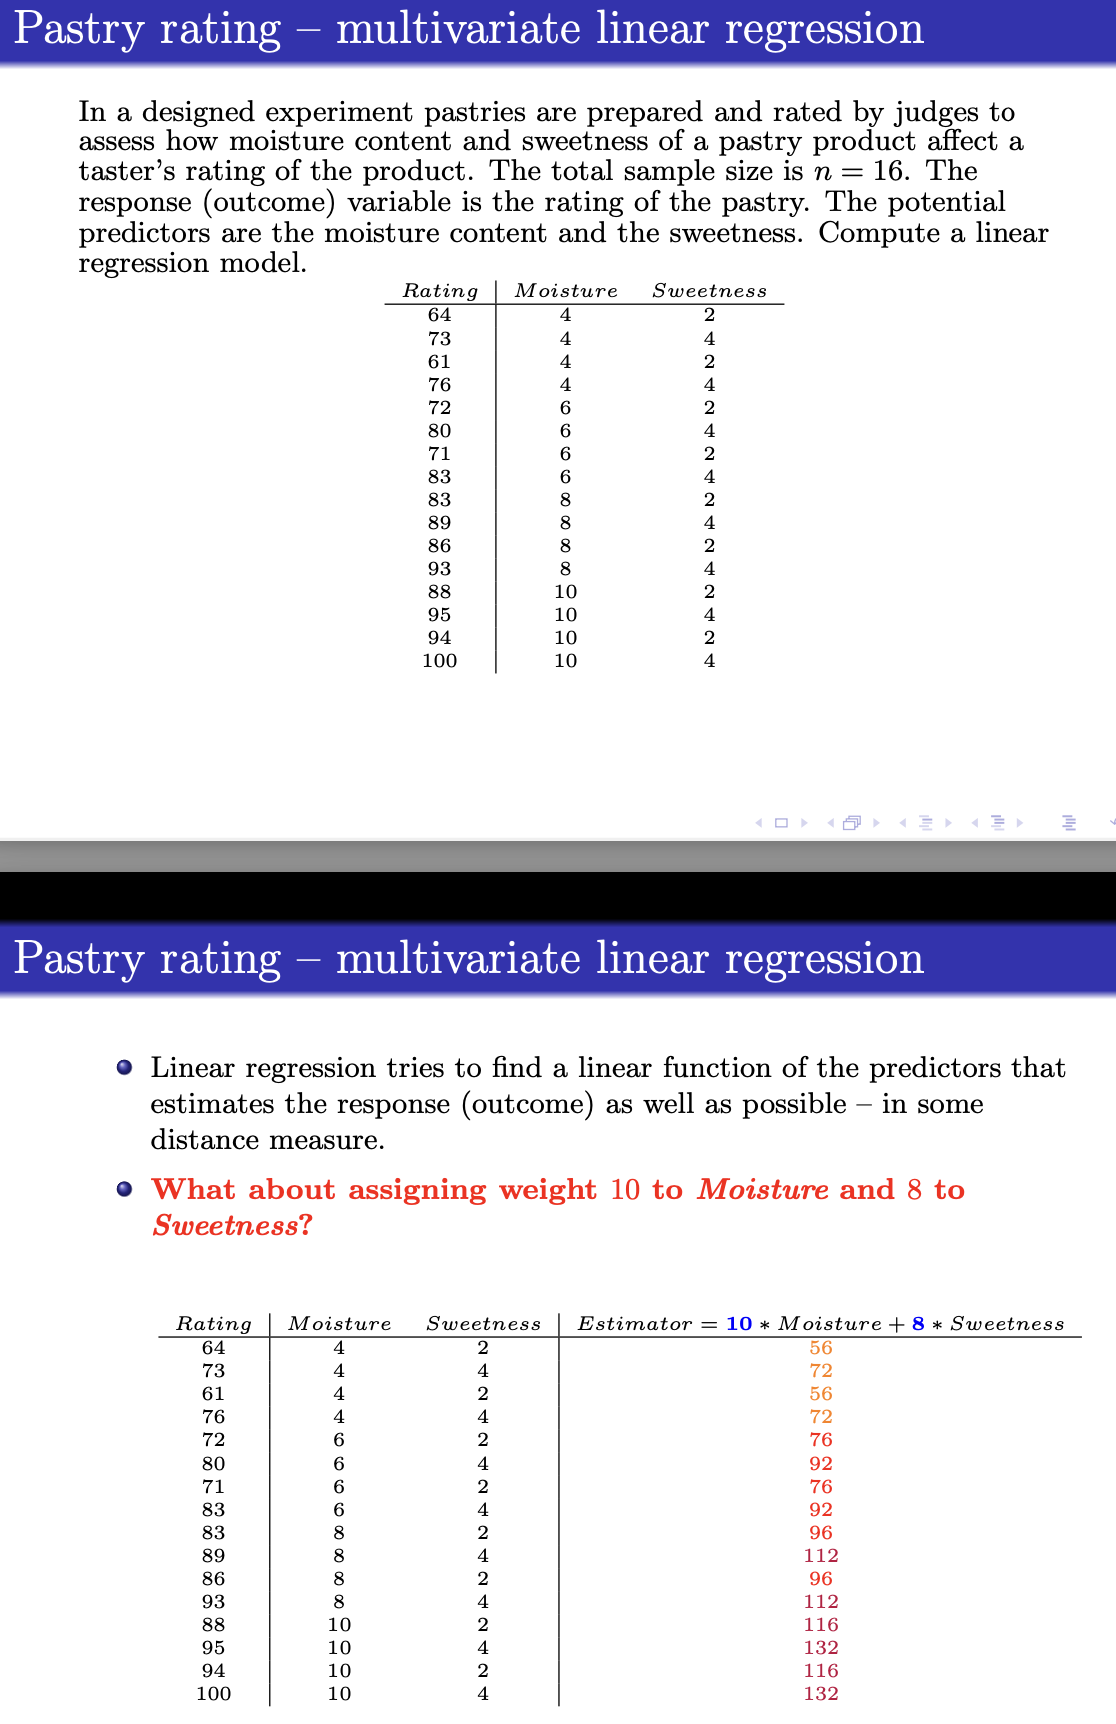 Pastry rating – multivariate linear regression
In a designed experiment pastries are prepared and rated by judges to
assess how moisture content and sweetness of a pastry product affect a
taster's rating of the product. The total sample size is n = 16. The
response (outcome) variable is the rating of the pastry. The potential
predictors are the moisture content and the sweetness. Compute a linear
regression model.
Rating Moisture Sweetness
64 4 2
73 4 4
61 4 2
76 4 4
72 6 2
80 6 4
71 6 2
83 6 4
83 8 2
89 8 4
86 8 2
93 8 4
88 10 2
95 10 4
94 10 2
100 10 4
Pastry rating – multivariate linear regression
Linear regression tries to find a linear function of the predictors that
estimates the response (outcome) as well as possible – in some
distance measure.
What about assigning weight 10 to Moisture and 8 to
Sweetness?
Rating Moisture Sweetness Estimator = 10 * Moisture + 8 * Sweetness
64 4 2 56
73 4 4 72
61 4 2 56
76 4 4 72
72 6 2 76
80 6 4 92
71 6 2 76
83 6 4 92
83 8 2 96
89 8 4 112
86 8 2 96
93 8 4 112
88 10 2 116
95 10 4 132
94 10 2 116
100 10 4 132